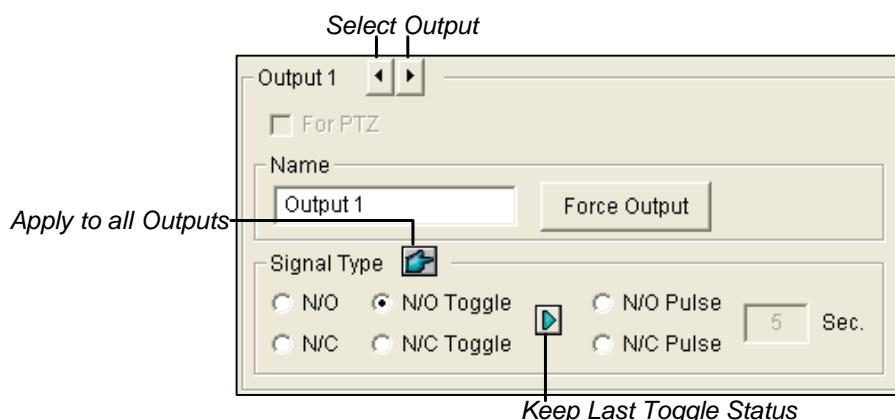 Select Output
Output 1
For PTZ
Name
Output 1 Force Output
Apply to all Outputs
Signal Type
N/O N/O Toggle N/O Pulse
5 Sec.
N/C N/C Toggle N/C Pulse
Keep Last Toggle Status